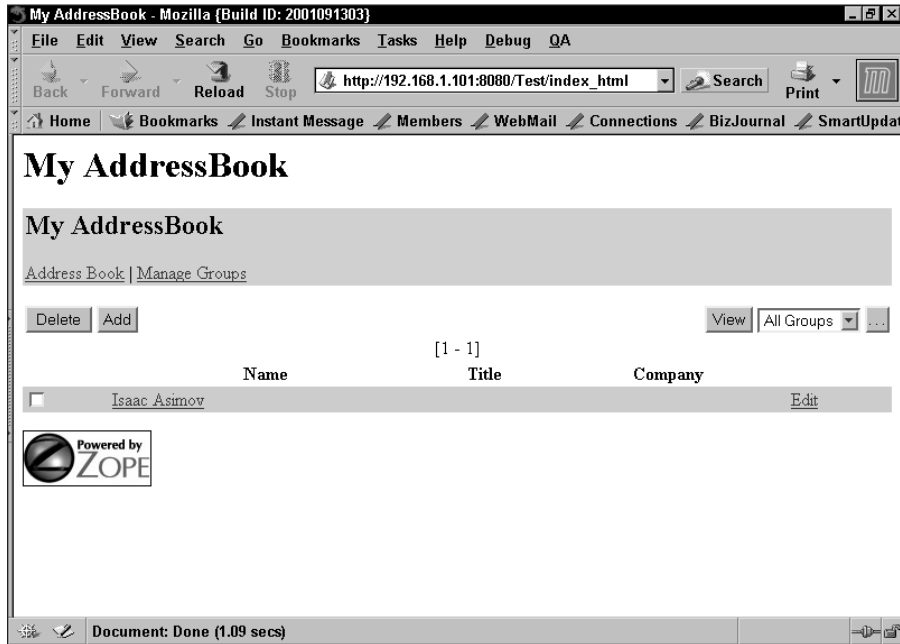 My AddressBook - Mozilla {Build ID: 2001091303}
File Edit View Search Go Bookmarks Tasks Help Debug QA
Back Forward Reload Stop http://192.168.1.101:8080/Test/index_html Search Print
Home Bookmarks Instant Message Members WebMail Connections BizJournal SmartUpdat
My AddressBook
My AddressBook
Address Book | Manage Groups
Delete Add View All Groups ...
[1 - 1]
Name Title Company
Isaac Asimov Edit
Powered by
ZOPE
Document: Done (1.09 secs)